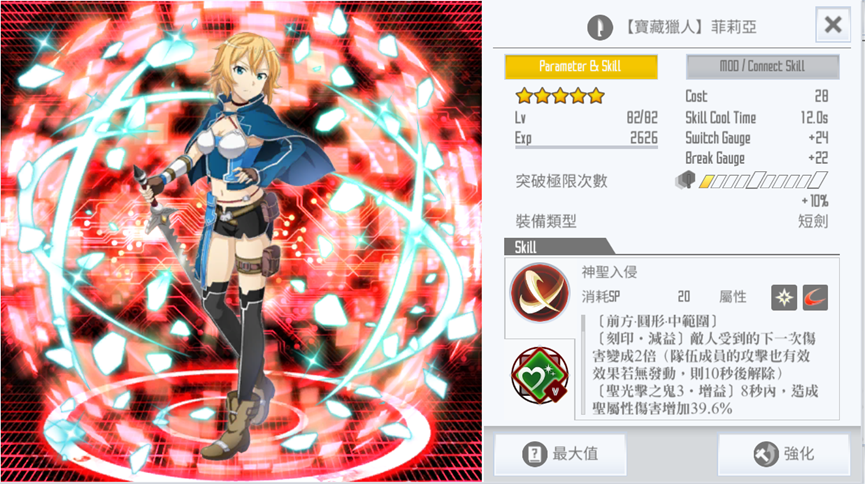 【寶藏獵人】菲莉亞
Parameter & Skill
MOD / Connect Skill
Lv 82/82
Exp 2626
Cost 28
Skill Cool Time 12.0s
Switch Gauge +24
Break Gauge +22
突破極限次數
+10%
裝備類型 短劍
Skill
神聖入侵
消耗SP 20 屬性
〔前方·圓形·中範圍〕
〔刻印・減益〕敵人受到的下一次傷
害變成2倍（隊伍成員的攻擊也有效
效果若無發動，則10秒後解除）
〔聖光擊之鬼3・增益〕8秒內，造成
聖屬性傷害增加39.6%
? 最大值
強化